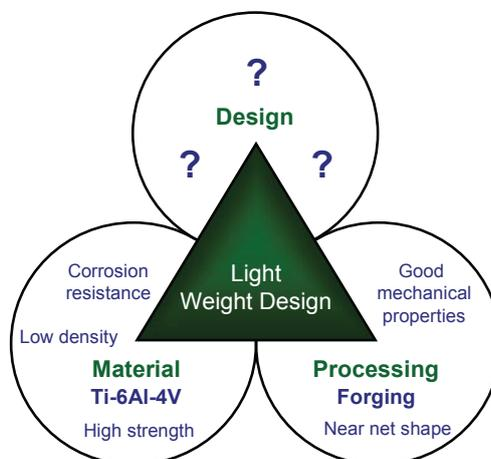 ?
Design
? ?
Light
Weight Design
Corrosion
resistance
Low density
Material
Ti-6Al-4V
High strength
Good
mechanical
properties
Processing
Forging
Near net shape